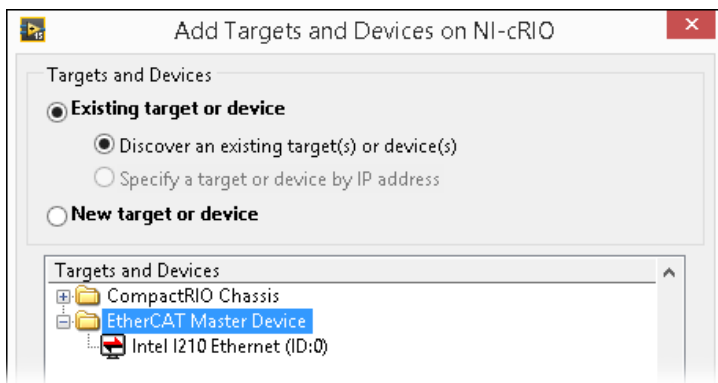 Add Targets and Devices on NI-cRIO
Targets and Devices
Existing target or device
Discover an existing target(s) or device(s)
Specify a target or device by IP address
New target or device
Targets and Devices
CompactRIO Chassis
EtherCAT Master Device
Intel I210 Ethernet (ID:0)